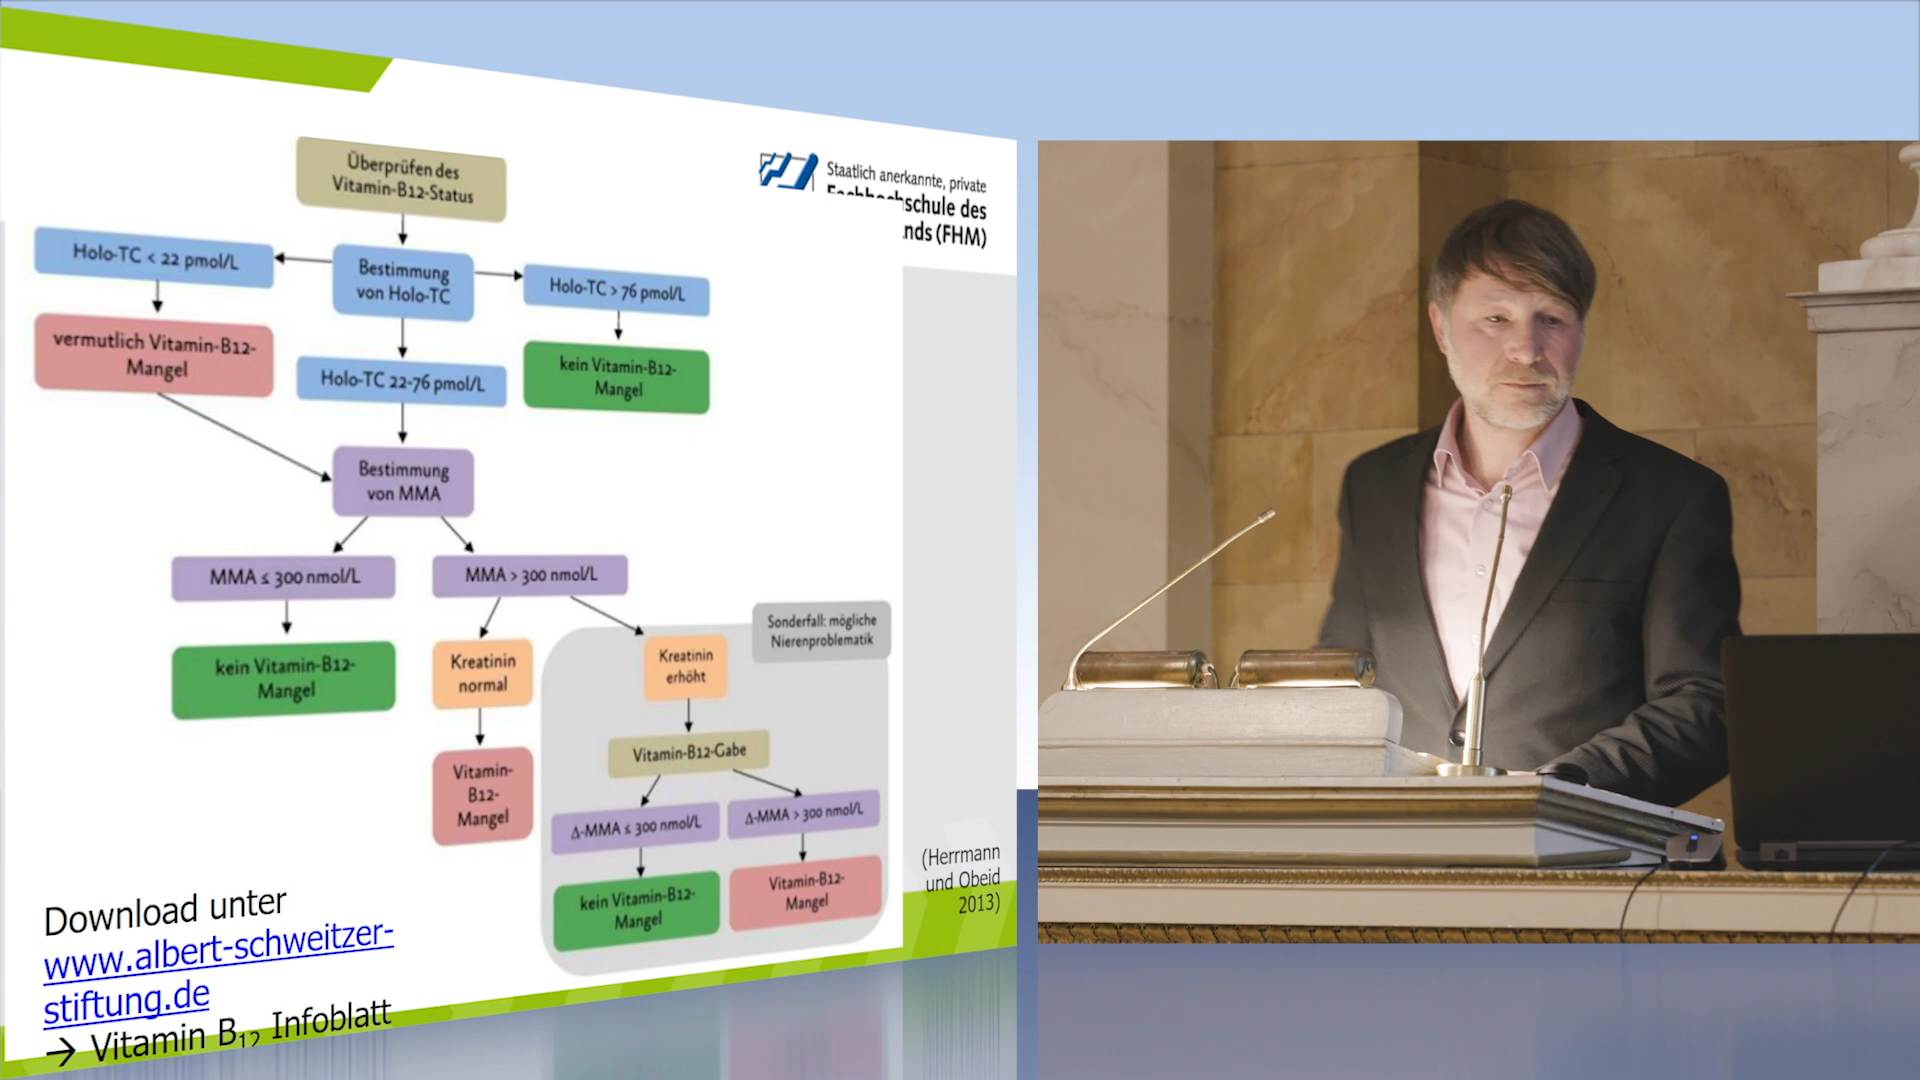 Staatlich anerkannte, private
Fachhochschule des
nds (FHM)
Überprüfen des
Vitamin-B12-Status
Holo-TC < 22 pmol/L
Bestimmung
von Holo-TC
Holo-TC > 76 pmol/L
vermutlich Vitamin-B12-
Mangel
Holo-TC 22-76 pmol/L
kein Vitamin-B12-
Mangel
Bestimmung
von MMA
MMA ≤ 300 nmol/L
MMA > 300 nmol/L
Sonderfall: mögliche
Nierenproblematik
kein Vitamin-B12-
Mangel
Kreatinin
normal
Kreatinin
erhöht
Vitamin-B12-Gabe
Vitamin-
B12-
Mangel
Δ-MMA ≤ 300 nmol/L
Δ-MMA > 300 nmol/L
kein Vitamin-B12-
Mangel
Vitamin-B12-
Mangel
(Herrmann
und Obeid
2013)
Download unter
www.albert-schweitzer-
stiftung.de
→ Vitamin B₁₂ Infoblatt